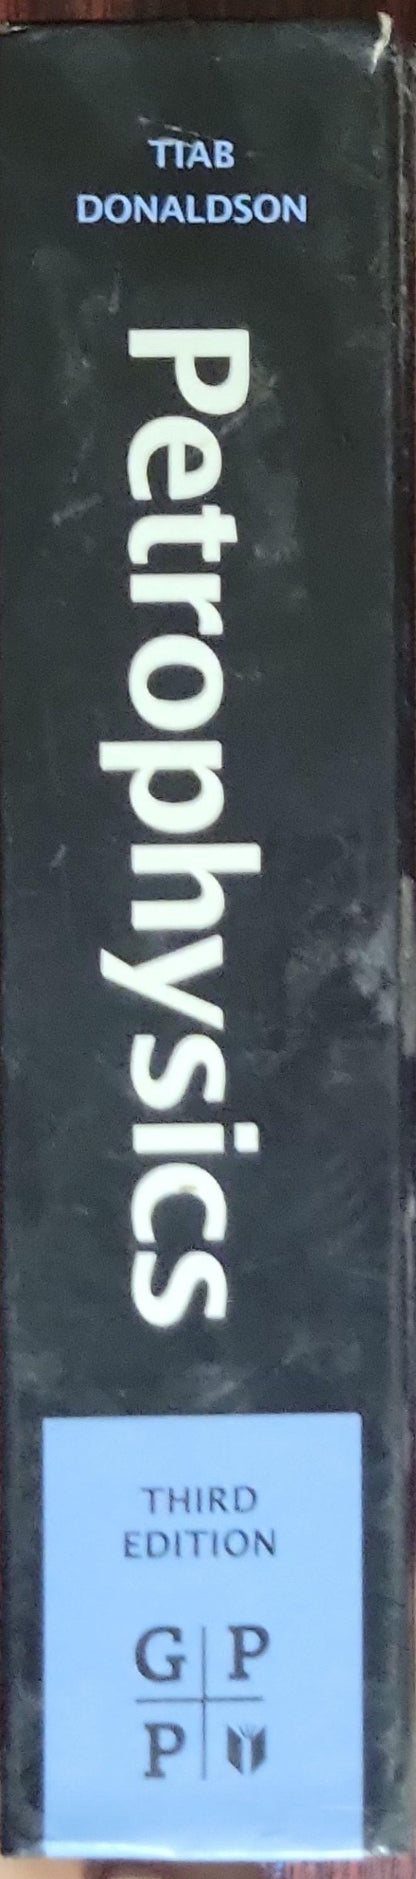 TIAB
DONALDSON
Petrophysics
THIRD
EDITION
G P
P